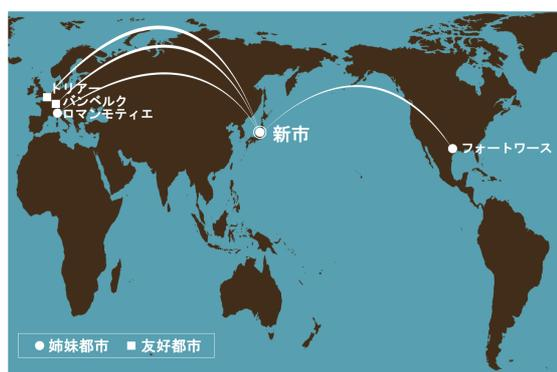 トリアー
バンベルク
ロマンモティエ
新市
フォートワース
姉妹都市 友好都市